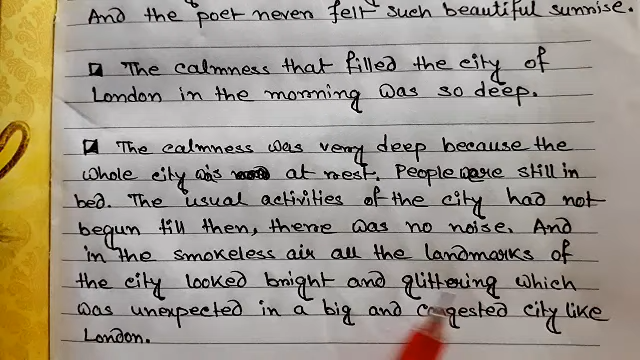 And the poet never felt such beautiful sunrise.
The calmness that filled the city of
London in the morning was so deep.
The calmness was very deep because the
whole city was at rest. People were still in
bed. The usual activities of the city had not
begun till then, there was no noise. And
in the smokeless air all the landmarks of
the city looked bright and glittering which
was unexpected in a big and congested city like
London.